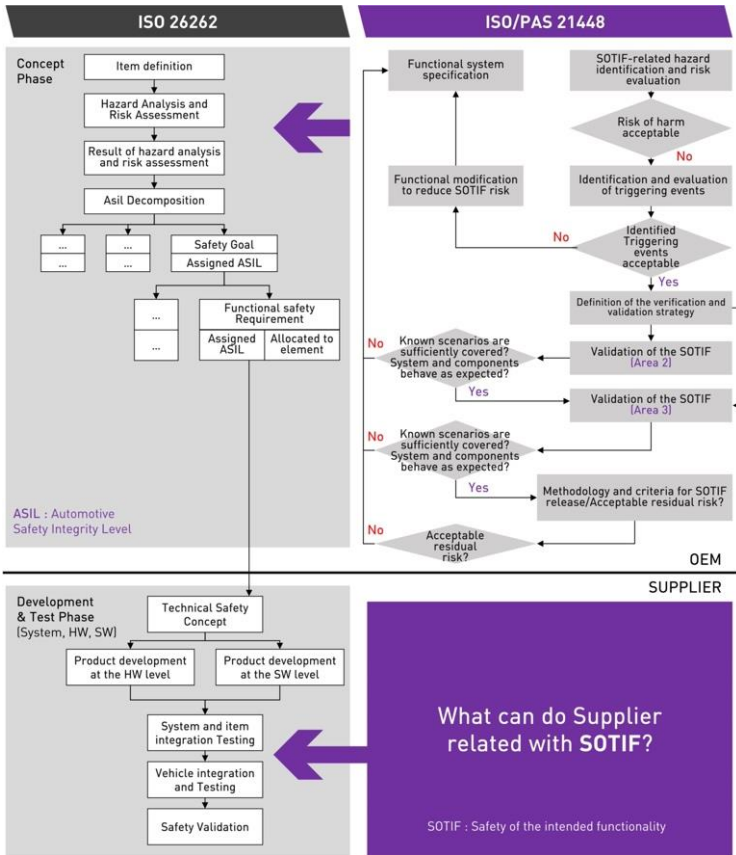 ISO 26262
ISO/PAS 21448
Concept
Phase
Item definition
Hazard Analysis and
Risk Assessment
Result of hazard analysis
and risk assessment
Asil Decomposition
...
...
...
...
Safety Goal
Assigned ASIL
...
...
Functional safety
Requirement
Assigned
ASIL
Allocated to
element
ASIL : Automotive
Safety Integrity Level
Functional system
specification
SOTIF-related hazard
identification and risk
evaluation
Risk of harm
acceptable
No
Functional modification
to reduce SOTIF risk
Identification and evaluation
of triggering events
No
Identified
Triggering
events
acceptable
Yes
Definition of the verification and
validation strategy
No
Known scenarios are
sufficiently covered?
System and components
behave as expected?
Validation of the SOTIF
(Area 2)
Yes
Validation of the SOTIF
(Area 3)
No
Known scenarios are
sufficiently covered?
System and components
behave as expected?
Yes
Methodology and criteria for SOTIF
release/Acceptable residual risk?
No
Acceptable
residual
risk?
OEM
SUPPLIER
Development
& Test Phase
(System, HW, SW)
Technical Safety
Concept
Product development
at the HW level
Product development
at the SW level
System and item
integration Testing
Vehicle integration
and Testing
Safety Validation
What can do Supplier
related with SOTIF?
SOTIF : Safety of the intended functionality